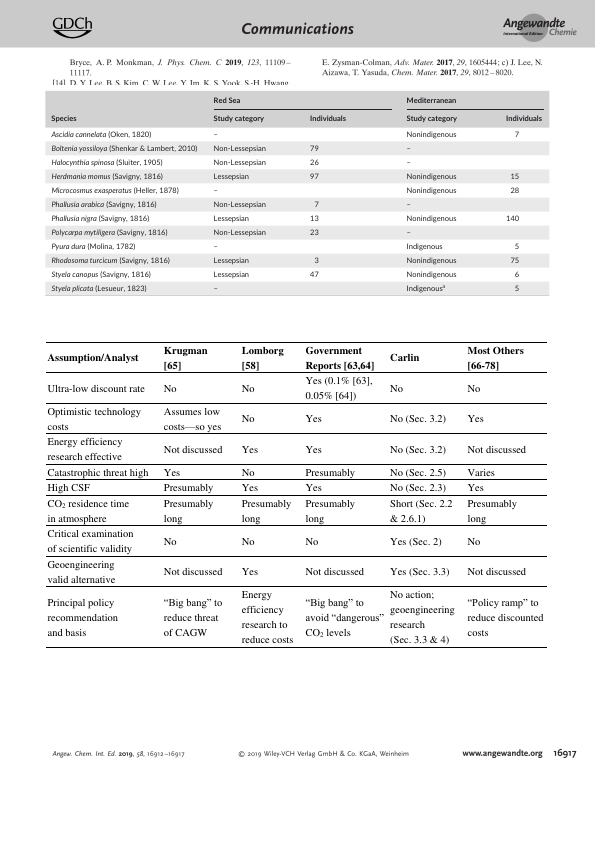 GDCh
Communications
Angewandte
International Edition Chemie
Bryce, A. P. Monkman, J. Phys. Chem. C 2019, 123, 11109–
11117.
[14] D. Y. Lee, B. S. Kim, C. W. Lee, Y. Im, K. S. Yook, S.-H. Hwang,
E. Zysman-Colman, Adv. Mater. 2017, 29, 1605444; c) J. Lee, N.
Aizawa, T. Yasuda, Chem. Mater. 2017, 29, 8012–8020.
Red Sea Mediterranean
Species Study category Individuals Study category Individuals
Ascidia cannelata (Oken, 1820) – Nonindigenous 7
Boltenia yossiloya (Shenkar & Lambert, 2010) Non-Lessepsian 79 –
Halocynthia spinosa (Sluiter, 1905) Non-Lessepsian 26 –
Herdmania momus (Savigny, 1816) Lessepsian 97 Nonindigenous 15
Microcosmus exasperatus (Heller, 1878) – Nonindigenous 28
Phallusia arabica (Savigny, 1816) Non-Lessepsian 7 –
Phallusia nigra (Savigny, 1816) Lessepsian 13 Nonindigenous 140
Polycarpa mytiligera (Savigny, 1816) Non-Lessepsian 23 –
Pyura dura (Molina, 1782) – Indigenous 5
Rhodosoma turcicum (Savigny, 1816) Lessepsian 3 Nonindigenous 75
Styela canopus (Savigny, 1816) Lessepsian 47 Nonindigenous 6
Styela plicata (Lesueur, 1823) – Indigenousª 5
Assumption/Analyst Krugman [65] Lomborg [58] Government Reports [63,64] Carlin Most Others [66-78]
Ultra-low discount rate No No Yes (0.1% [63], 0.05% [64]) No No
Optimistic technology costs Assumes low costs—so yes No Yes No (Sec. 3.2) Yes
Energy efficiency research effective Not discussed Yes Yes No (Sec. 3.2) Not discussed
Catastrophic threat high Yes No Presumably No (Sec. 2.5) Varies
High CSF Presumably Yes Yes No (Sec. 2.3) Yes
CO₂ residence time in atmosphere Presumably long Presumably long Presumably long Short (Sec. 2.2 & 2.6.1) Presumably long
Critical examination of scientific validity No No No Yes (Sec. 2) No
Geoengineering valid alternative Not discussed Yes Not discussed Yes (Sec. 3.3) Not discussed
Principal policy recommendation and basis “Big bang” to reduce threat of CAGW Energy efficiency research to reduce costs “Big bang” to avoid “dangerous” CO₂ levels No action; geoengineering research (Sec. 3.3 & 4) “Policy ramp” to reduce discounted costs
Angew. Chem. Int. Ed. 2019, 58, 16912–16917 © 2019 Wiley-VCH Verlag GmbH & Co. KGaA, Weinheim www.angewandte.org 16917